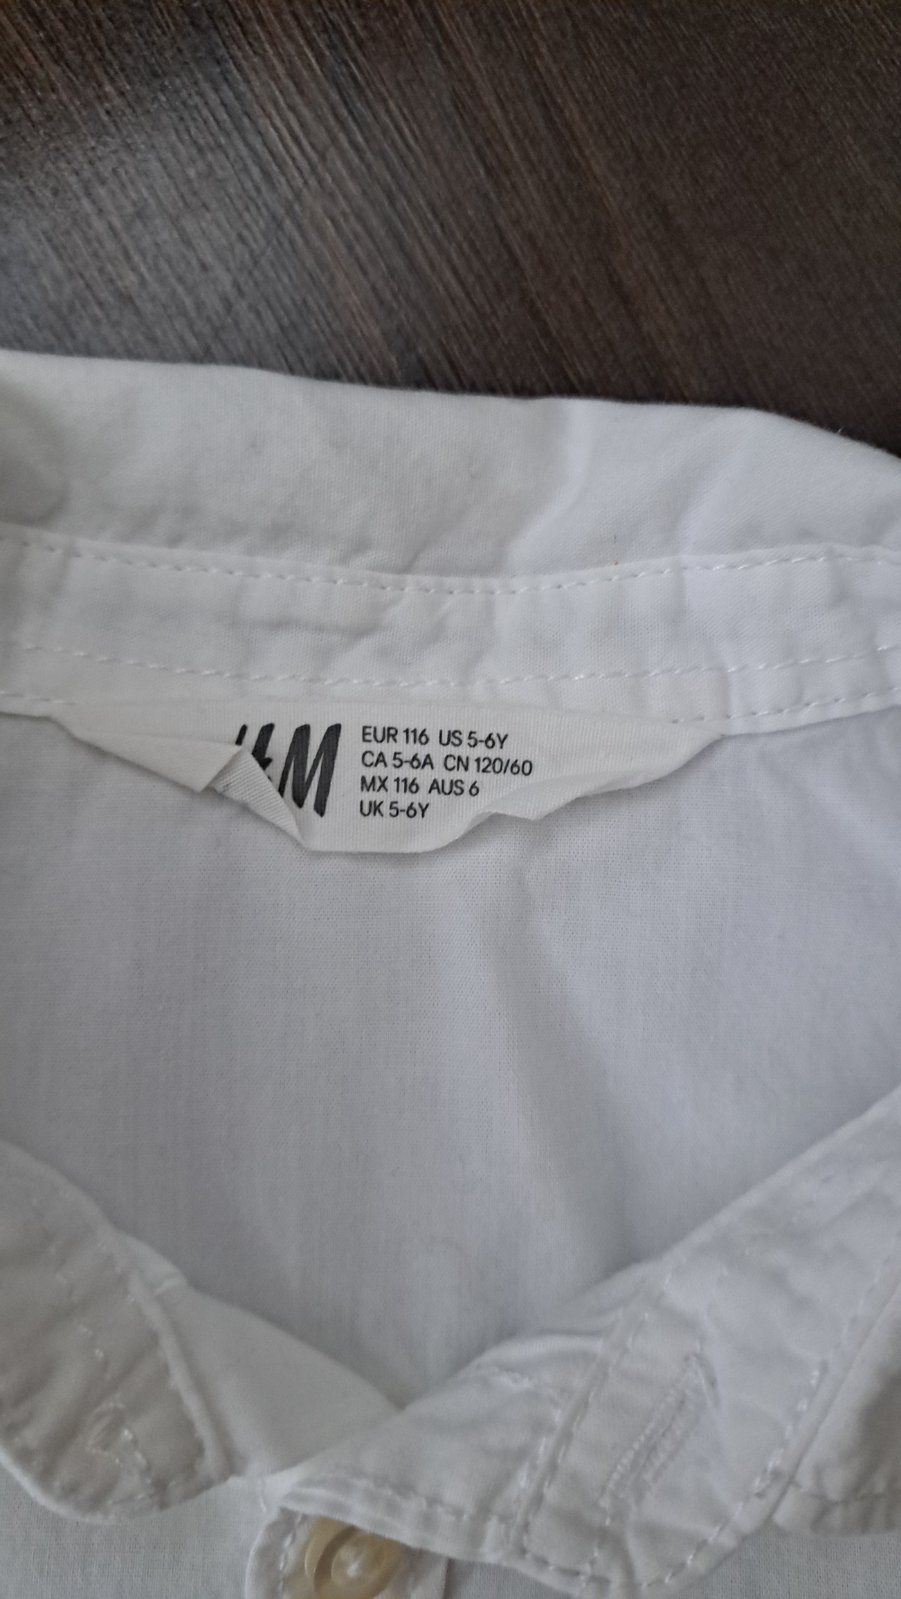 H&M
EUR 116 US 5-6Y
CA 5-6A CN 120/60
MX 116 AUS 6
UK 5-6Y